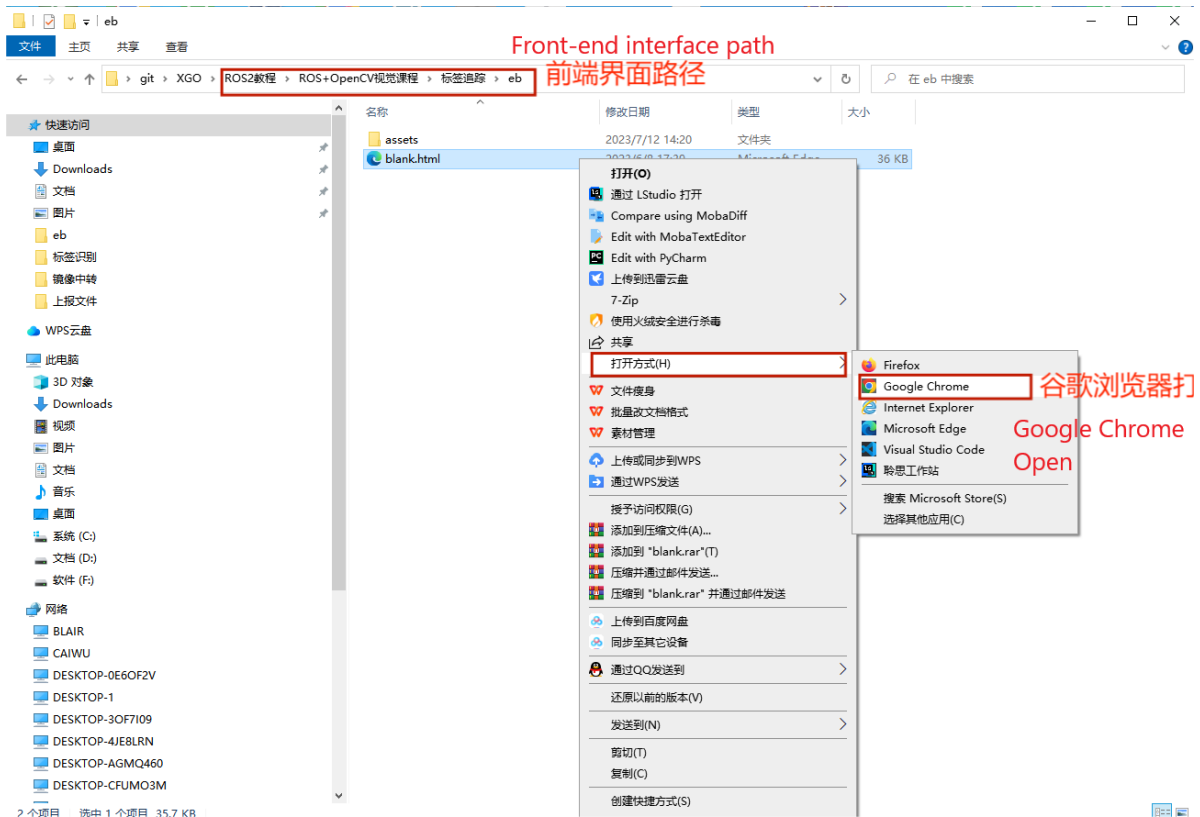 eb
文件 主页 共享 查看
Front-end interface path
前端界面路径
git › XGO › ROS2教程 › ROS+OpenCV视觉课程 › 标签追踪 › eb
在 eb 中搜索
名称 修改日期 类型 大小
快速访问
桌面
Downloads
文档
图片
eb
标签识别
镜像中转
上报文件
WPS云盘
此电脑
3D 对象
Downloads
视频
图片
文档
音乐
桌面
系统 (C:)
文档 (D:)
软件 (F:)
网络
BLAIR
CAIWU
DESKTOP-0E6OF2V
DESKTOP-1
DESKTOP-3OF7I09
DESKTOP-4JE8LRN
DESKTOP-AGMQ460
DESKTOP-CFUMO3M
assets 2023/7/12 14:20 文件夹
blank.html 36 KB
打开(O)
通过 LStudio 打开
Compare using MobaDiff
Edit with MobaTextEditor
Edit with PyCharm
上传到迅雷云盘
7-Zip
使用火绒安全进行杀毒
共享
打开方式(H)
文件瘦身
批量改文档格式
素材管理
上传或同步到WPS
通过WPS发送
授予访问权限(G)
添加到压缩文件(A)...
添加到 "blank.rar"(T)
压缩并通过邮件发送...
压缩到 "blank.rar" 并通过邮件发送
上传到百度网盘
同步至其它设备
通过QQ发送到
还原以前的版本(V)
发送到(N)
剪切(T)
复制(C)
创建快捷方式(S)
Firefox
Google Chrome
Internet Explorer
Microsoft Edge
Visual Studio Code
聆思工作站
搜索 Microsoft Store(S)
选择其他应用(C)
谷歌浏览器打
Google Chrome
Open
2 个项目 选中 1 个项目 35.7 KB